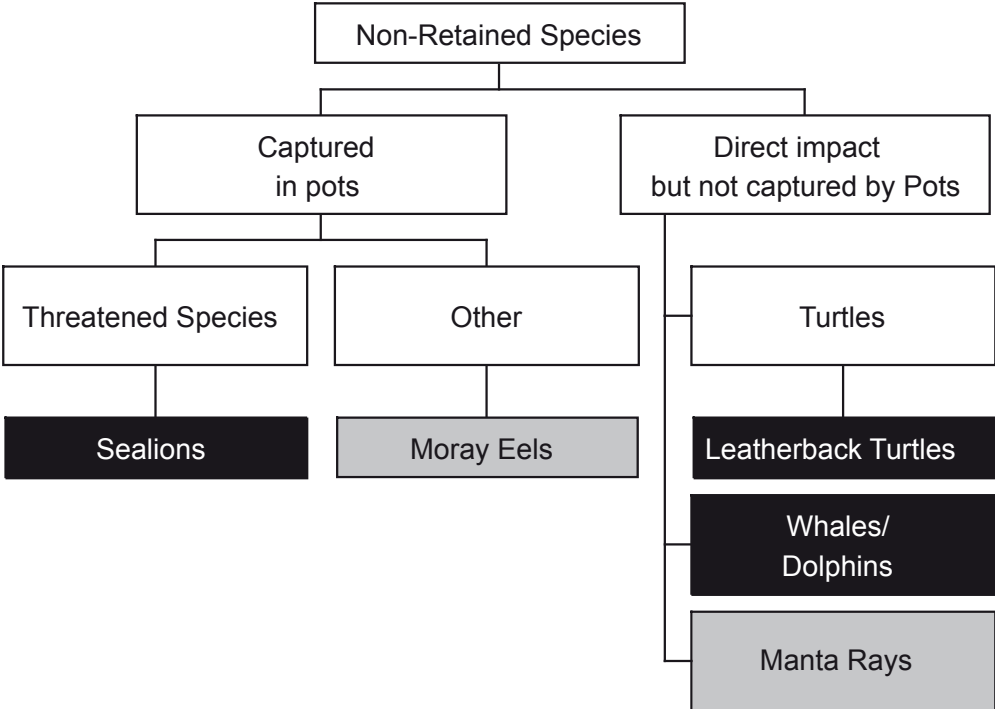 Non-Retained Species
Captured
in pots
Direct impact
but not captured by Pots
Threatened Species
Other
Turtles
Sealions
Moray Eels
Leatherback Turtles
Whales/
Dolphins
Manta Rays